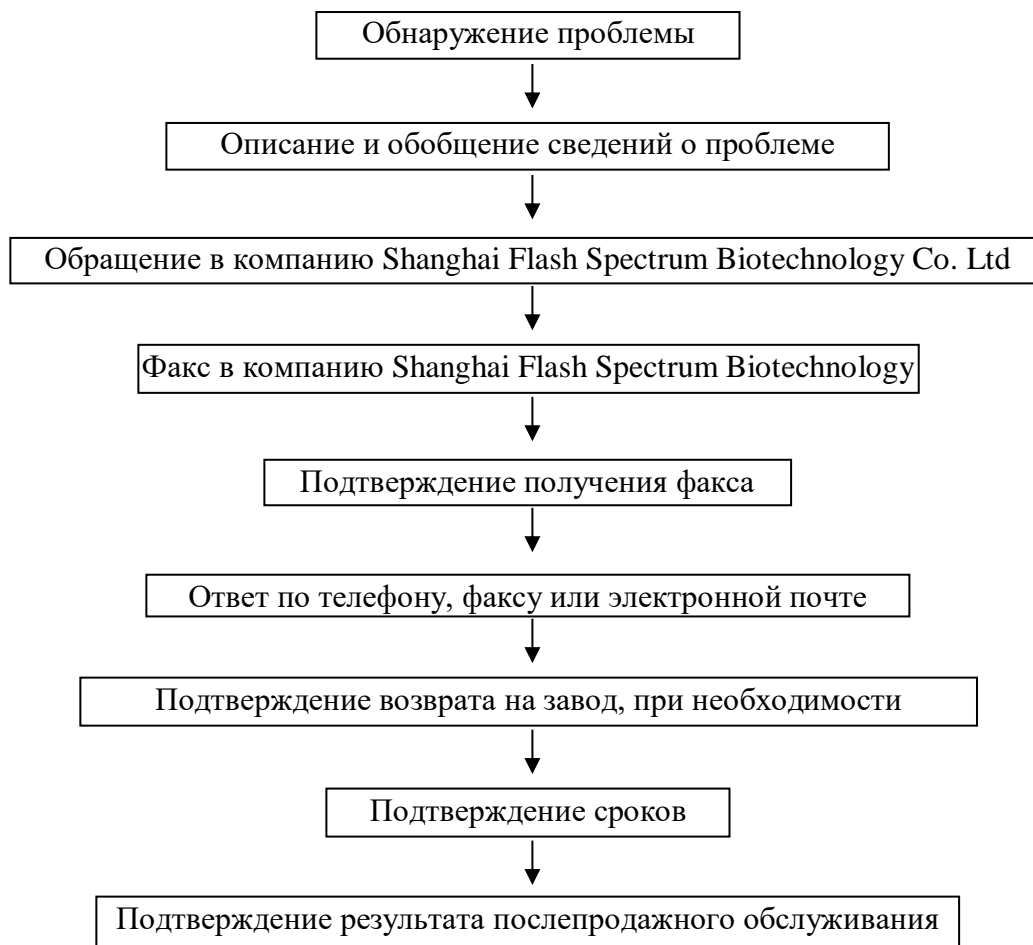 Обнаружение проблемы
Описание и обобщение сведений о проблеме
Обращение в компанию Shanghai Flash Spectrum Biotechnology Co. Ltd
Факс в компанию Shanghai Flash Spectrum Biotechnology
Подтверждение получения факса
Ответ по телефону, факсу или электронной почте
Подтверждение возврата на завод, при необходимости
Подтверждение сроков
Подтверждение результата послепродажного обслуживания